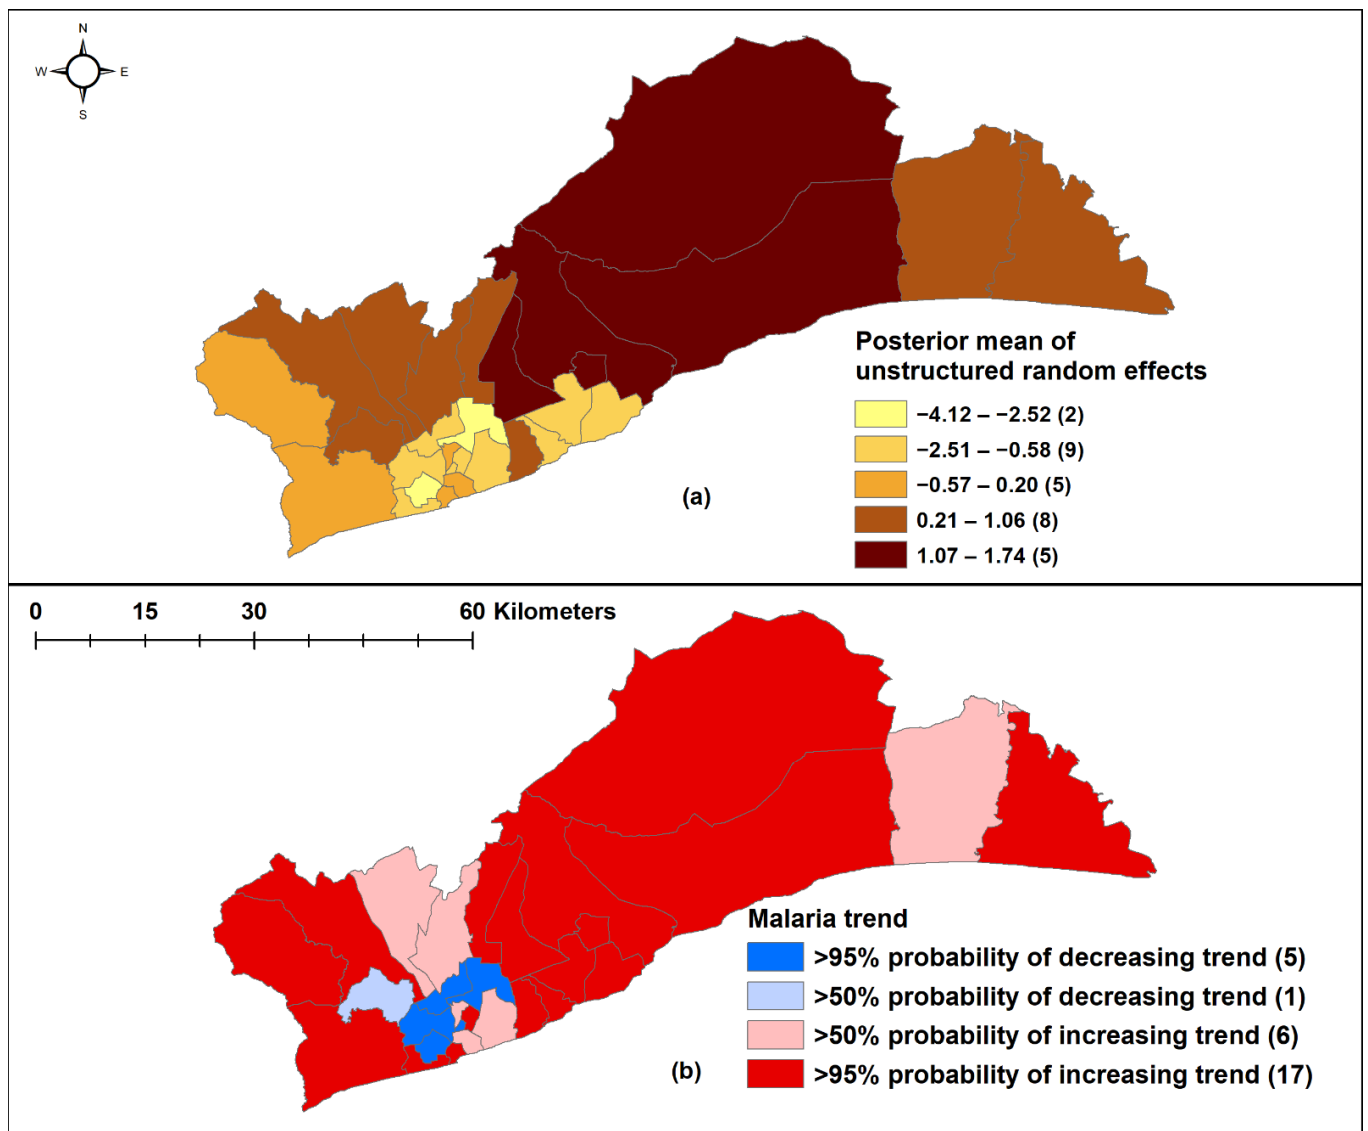 N
W E
S
Posterior mean of
unstructured random effects
−4.12 – −2.52 (2)
−2.51 – −0.58 (9)
−0.57 – 0.20 (5)
0.21 – 1.06 (8)
1.07 – 1.74 (5)
(a)
0 15 30 60 Kilometers
Malaria trend
>95% probability of decreasing trend (5)
>50% probability of decreasing trend (1)
>50% probability of increasing trend (6)
>95% probability of increasing trend (17)
(b)